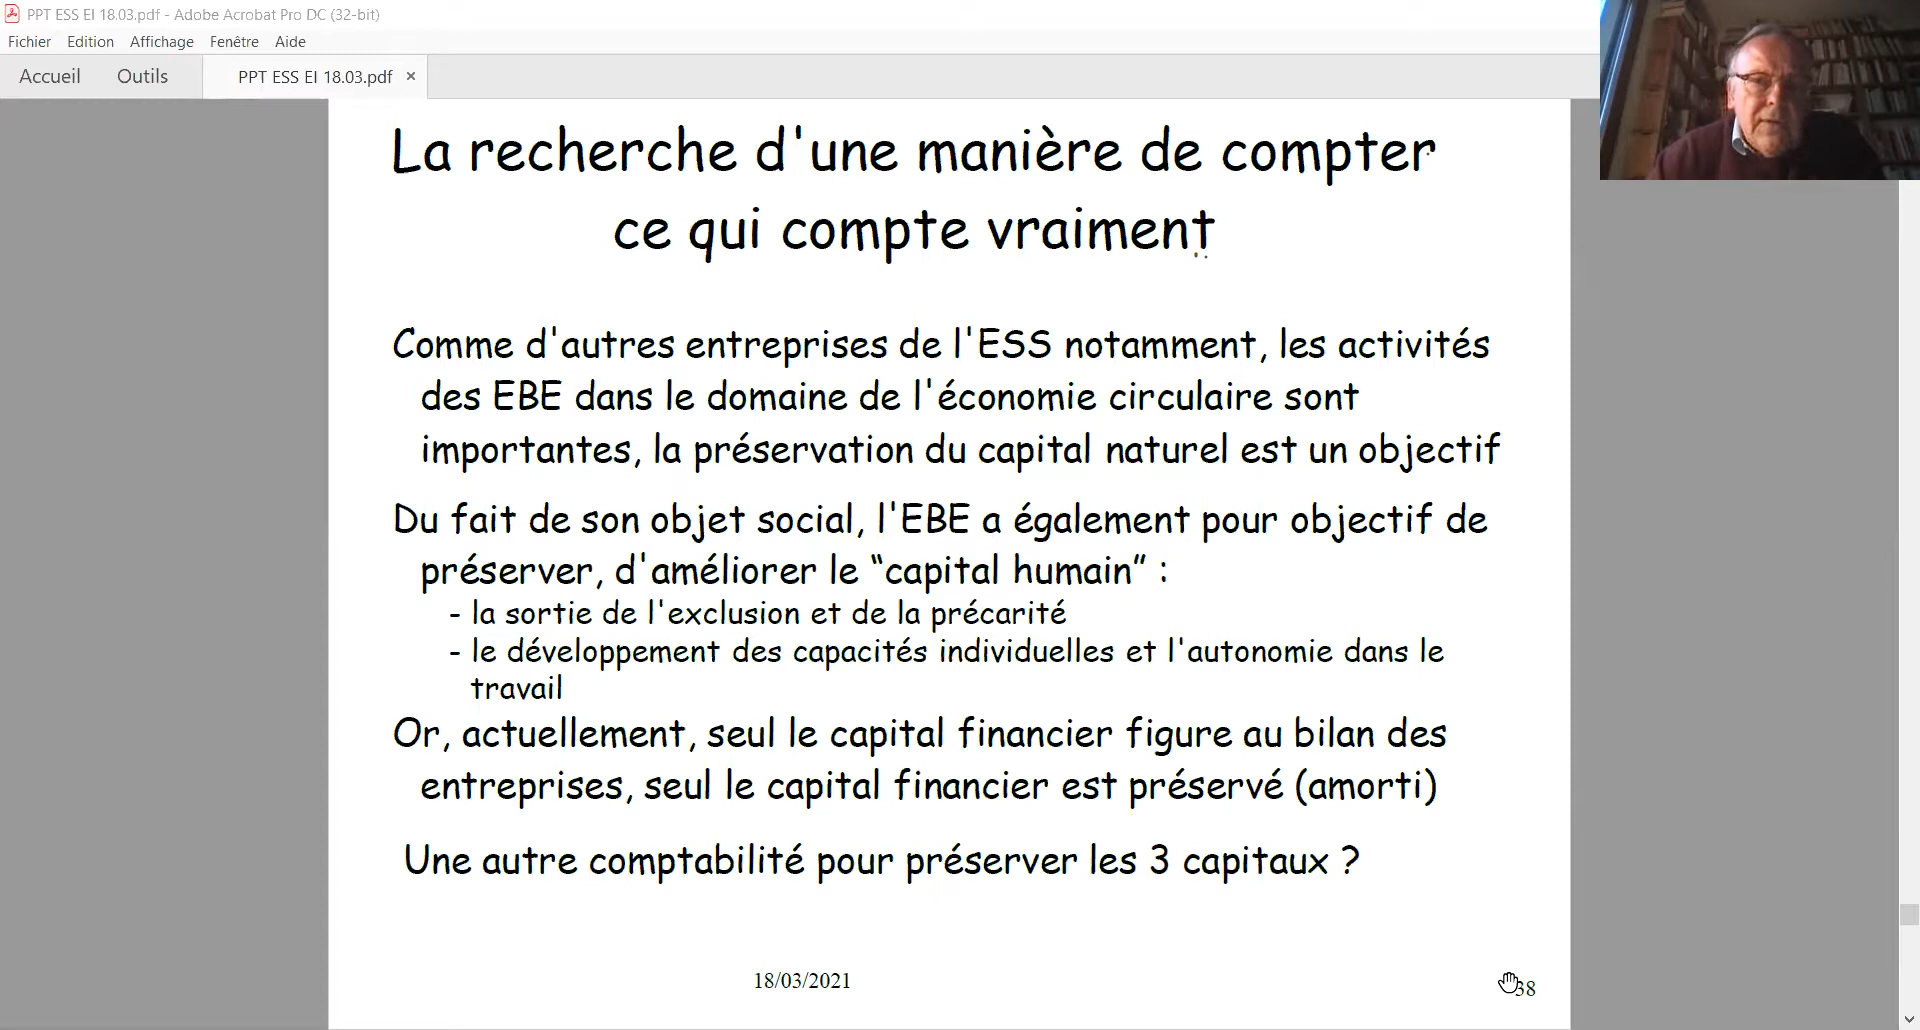 PPT ESS EI 18.03.pdf - Adobe Acrobat Pro DC (32-bit)
Fichier Edition Affichage Fenêtre Aide
Accueil Outils PPT ESS EI 18.03.pdf ×
La recherche d'une manière de compter
ce qui compte vraiment
Comme d'autres entreprises de l'ESS notamment, les activités
des EBE dans le domaine de l'économie circulaire sont
importantes, la préservation du capital naturel est un objectif
Du fait de son objet social, l'EBE a également pour objectif de
préserver, d'améliorer le “capital humain” :
- la sortie de l'exclusion et de la précarité
- le développement des capacités individuelles et l'autonomie dans le
travail
Or, actuellement, seul le capital financier figure au bilan des
entreprises, seul le capital financier est préservé (amorti)
Une autre comptabilité pour préserver les 3 capitaux ?
18/03/2021
38